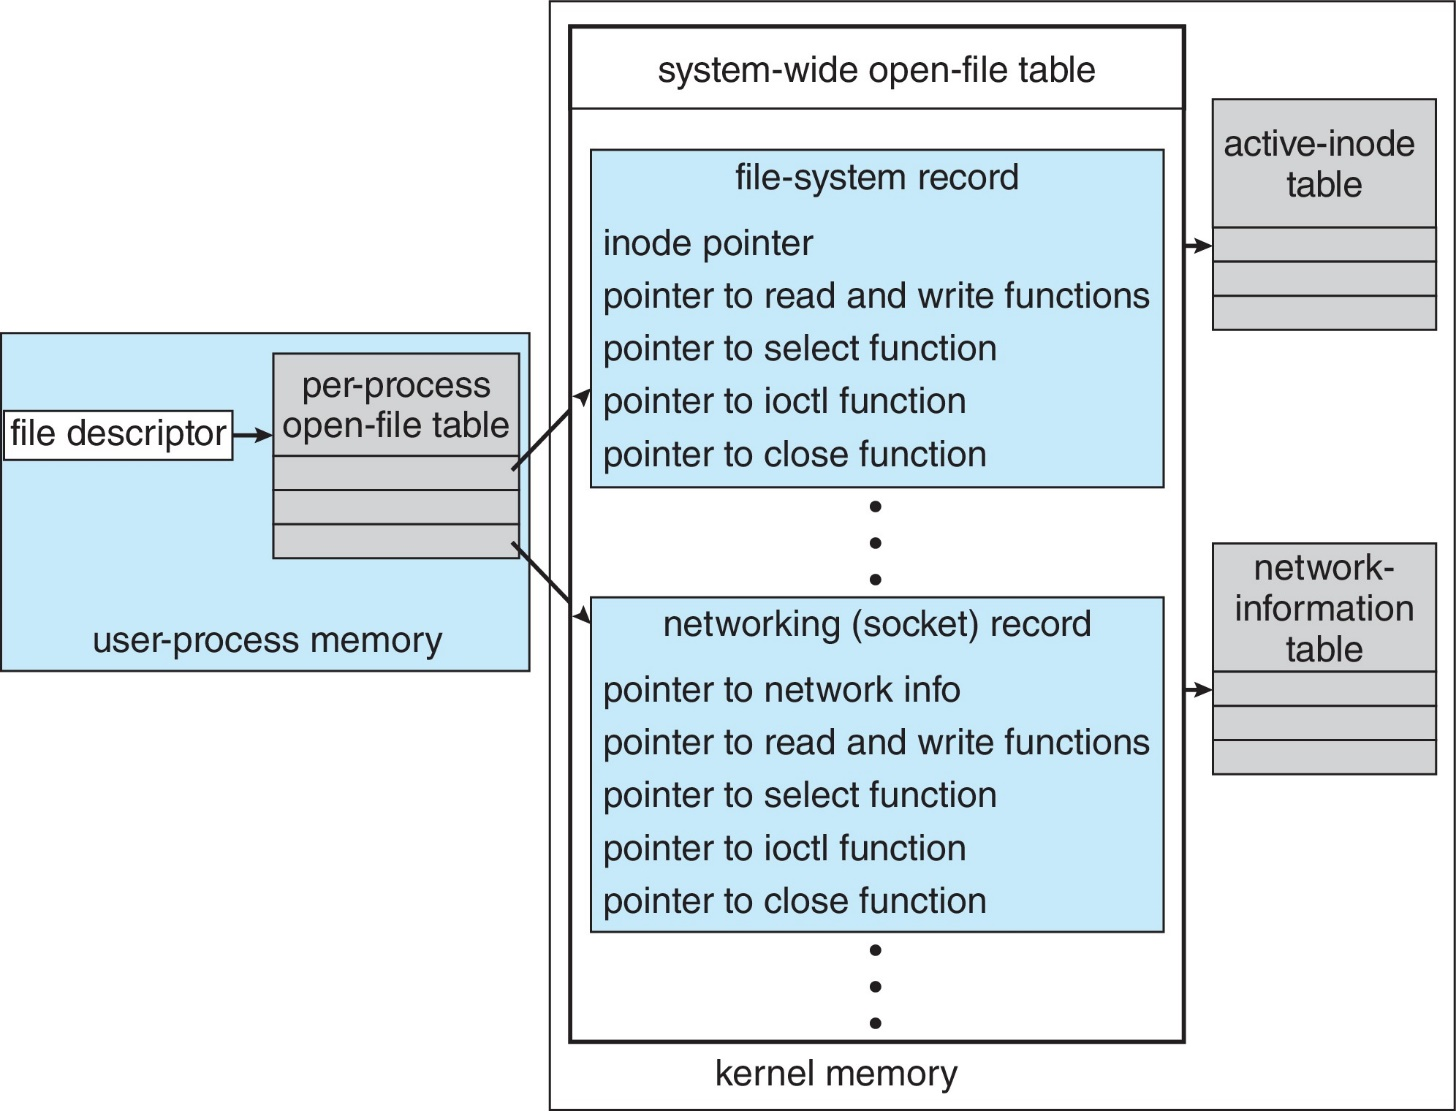 file descriptor
per-process
open-file table
user-process memory
system-wide open-file table
file-system record
inode pointer
pointer to read and write functions
pointer to select function
pointer to ioctl function
pointer to close function
networking (socket) record
pointer to network info
pointer to read and write functions
pointer to select function
pointer to ioctl function
pointer to close function
kernel memory
active-inode
table
network-
information
table